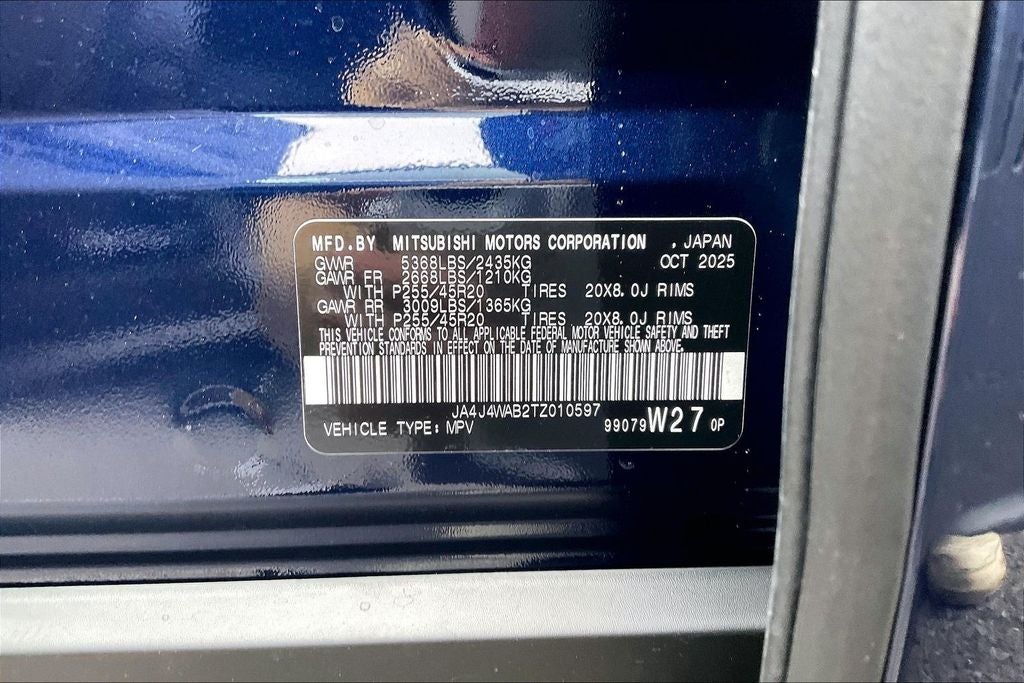 MFD.BY MITSUBISHI MOTORS CORPORATION , JAPAN
GVWR 5368LBS/2435KG OCT 2025
GAWR FR 2668LBS/1210KG
WITH P255/45R20 TIRES 20X8.0J RIMS
GAWR RR 3009LBS/1365KG
WITH P255/45R20 TIRES 20X8.0J RIMS
THIS VEHICLE CONFORMS TO ALL APPLICABLE FEDERAL MOTOR VEHICLE SAFETY AND THEFT
PREVENTION STANDARDS IN EFFECT ON THE DATE OF MANUFACTURE SHOWN ABOVE.
JA4J4WAB2TZ010597
VEHICLE TYPE: MPV 99079W27 0P